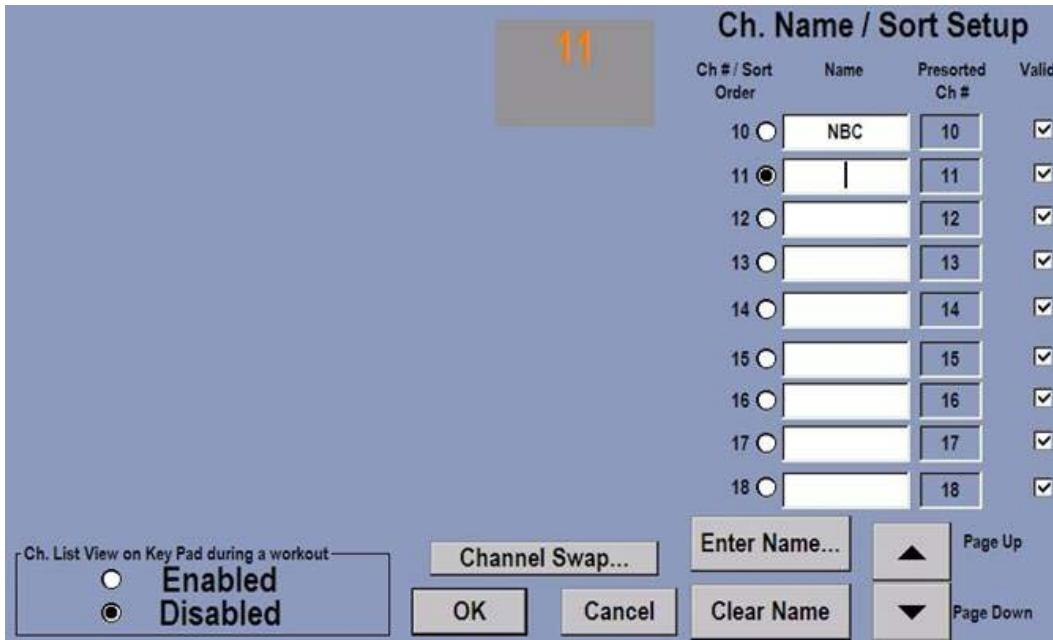 11
Ch. Name / Sort Setup
Ch # / Sort Order
Name
Presorted Ch #
Valid
10 NBC 10
11 11
12 12
13 13
14 14
15 15
16 16
17 17
18 18
Ch. List View on Key Pad during a workout
Enabled
Disabled
Channel Swap...
OK
Cancel
Enter Name...
Clear Name
Page Up
Page Down